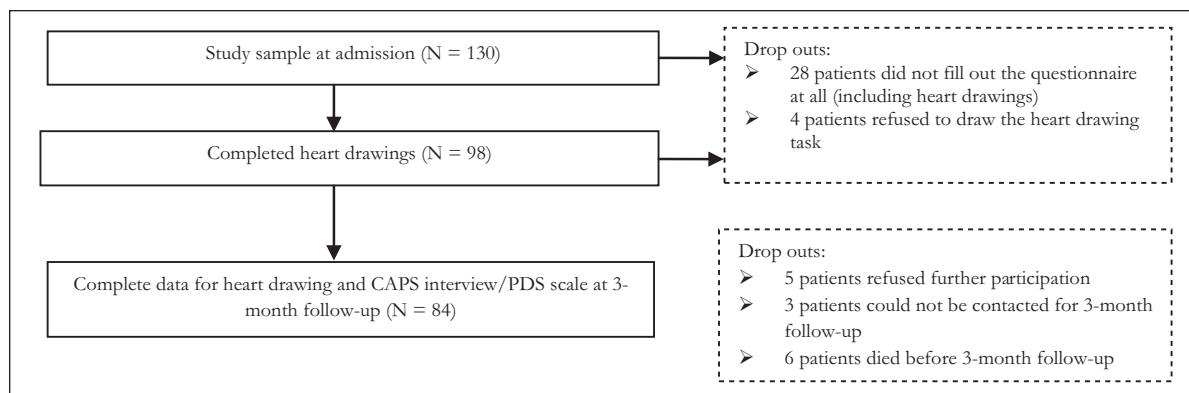 Study sample at admission (N = 130)
Drop outs:
➢ 28 patients did not fill out the questionnaire
at all (including heart drawings)
➢ 4 patients refused to draw the heart drawing
task
Completed heart drawings (N = 98)
Complete data for heart drawing and CAPS interview/PDS scale at 3-
month follow-up (N = 84)
Drop outs:
➢ 5 patients refused further participation
➢ 3 patients could not be contacted for 3-month
follow-up
➢ 6 patients died before 3-month follow-up